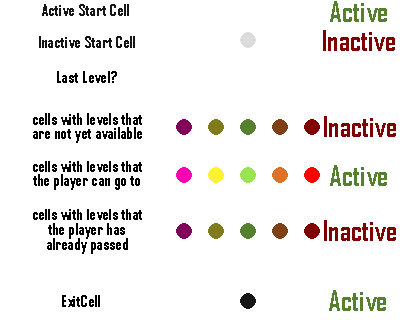 Active Start Cell Active
Inactive Start Cell Inactive
Last Level?
cells with levels that
are not yet available Inactive
cells with levels that
the player can go to Active
cells with levels that
the player has Inactive
already passed
ExitCell Active